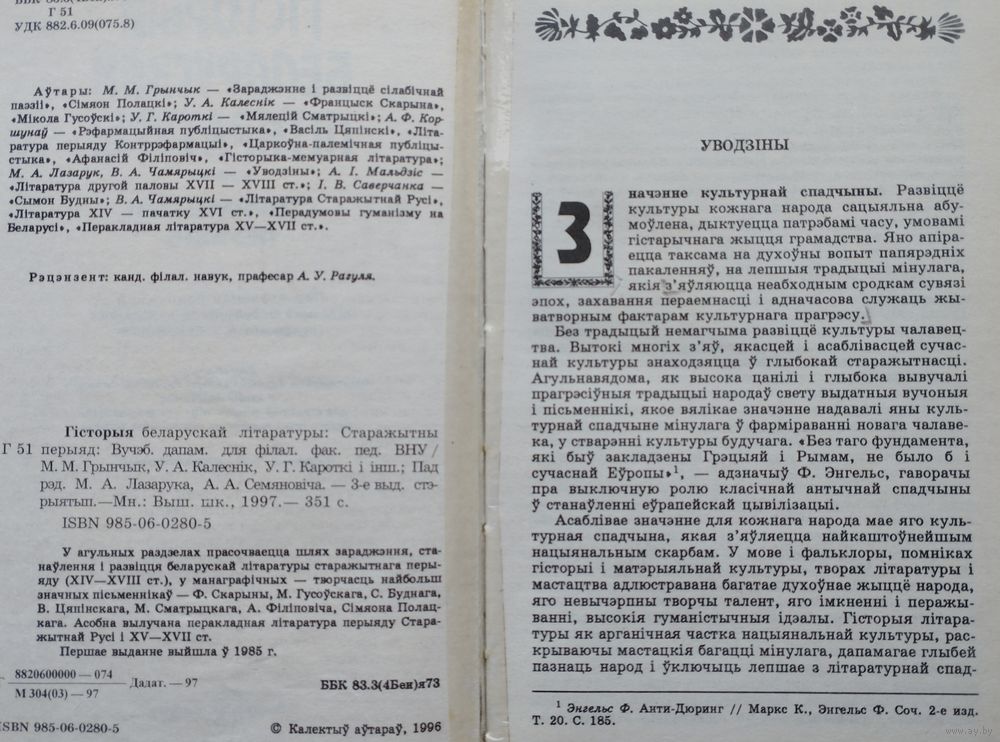 Г 51
УДК 882.6.09(075.8)
Аўтары: М. М. Грынчык — «Зараджэнне і развіццё сілабічнай
паэзіі», «Сімяон Полацкі»; У. А. Калеснік — «Францыск Скарына»,
«Мікола Гусоўскі»; У. Г. Кароткі — «Мялецій Сматрыцкі»; А. Ф. Кор-
шунаў — «Рэфармацыйная публіцыстыка», «Васіль Цяпінскі», «Літа-
ратура перыяду Контррэфармацыі», «Царкоўна-палемічная публіцы-
стыка», «Афанасій Філіповіч», «Гісторыка-мемуарная літаратура»;
М. А. Лазарук, В. А. Чамярыцкі — «Уводзіны»; А. І. Мальдзіс —
«Літаратура другой паловы XVII — XVIII ст.»; І. В. Саверчанка —
«Сымон Будны»; В. А. Чамярыцкі — «Літаратура Старажытнай Русі»,
«Літаратура XIV — пачатку XVI ст.», «Перадумовы гуманізму на
Беларусі», «Перакладная літаратура XV—XVII ст.».
Рэцэнзент: канд. філал. навук, прафесар А. У. Рагуля.
Гісторыя беларускай літаратуры: Старажытны
Г 51 перыяд: Вучэб. дапам. для філал. фак. пед. ВНУ /
М. М. Грынчык, У. А. Калеснік, У. Г. Кароткі і інш.; Пад
рэд. М. А. Лазарука, А. А. Семяновіча. — 3-е выд. стэ-
рыятып.—Мн.: Выш. шк., 1997.— 351 с.
ISBN 985-06-0280-5
У агульных раздзелах прасочваецца шлях зараджэння, ста-
наўлення і развіцця беларускай літаратуры старажытнага перы-
яду (XIV—XVIII ст.), у манаграфічных — творчасць найбольш
значных пісьменнікаў — Ф. Скарыны, М. Гусоўскага, С. Буднага,
В. Цяпінскага, М. Сматрыцкага, А. Філіповіча, Сімяона Полац-
кага. Асобна вылучана перакладная літаратура перыяду Стара-
жытнай Русі і XV—XVII ст.
Першае выданне выйшла ў 1985 г.
8820600000 — 074
М 304(03) — 97
Дадат. — 97
ББК 83.3(4Беи)я73
ISBN 985-06-0280-5
© Калектыў аўтараў, 1996
УВОДЗІНЫ
З
начэнне культурнай спадчыны. Развіццё
культуры кожнага народа сацыяльна абу-
моўлена, дыктуецца патрэбамі часу, умовамі
гістарычнага жыцця грамадства. Яно апіра-
ецца таксама на духоўны вопыт папярэдніх
пакаленняў, на лепшыя традыцыі мінулага,
якія з’яўляюцца неабходным сродкам сувязі
эпох, захавання пераемнасці і адначасова служаць жы-
ватворным фактарам культурнага прагрэсу.
Без традыцый немагчыма развіццё культуры чалавец-
тва. Вытокі многіх з’яў, якасцей і асаблівасцей сучас-
най культуры знаходзяцца ў глыбокай старажытнасці.
Агульнавядома, як высока цанілі і глыбока вывучалі
прагрэсіўныя традыцыі народаў свету выдатныя вучоныя
і пісьменнікі, якое вялікае значэнне надавалі яны куль-
турнай спадчыне мінулага ў фарміраванні новага чалаве-
ка, у стварэнні культуры будучага. «Без таго фундамента,
які быў закладзены Грэцыяй і Рымам, не было б і
сучаснай Еўропы»¹, — адзначыў Ф. Энгельс, гаворачы
пра выключную ролю класічнай антычнай спадчыны
ў станаўленні еўрапейскай цывілізацыі.
Асаблівае значэнне для кожнага народа мае яго куль-
турная спадчына, якая з’яўляецца найкаштоўнейшым
нацыянальным скарбам. У мове і фальклоры, помніках
гісторыі і матэрыяльнай культуры, творах літаратуры і
мастацтва адлюстравана багатае духоўнае жыццё народа,
яго невычэрпны творчы талент, яго імкненні і перажы-
ванні, высокія гуманістычныя ідэалы. Гісторыя літара-
туры як арганічная частка нацыянальнай культуры, рас-
крываючы мастацкія багацці мінулага, дапамагае глыбей
пазнаць народ і ўключыць лепшае з літаратурнай спад-
¹ Энгельс Ф. Анти-Дюринг // Маркс К., Энгельс Ф. Соч. 2-е изд.
Т. 20. С. 185.
www.ay.by